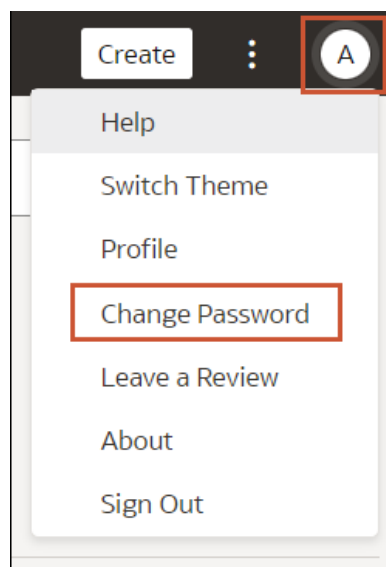 Create A
Help
Switch Theme
Profile
Change Password
Leave a Review
About
Sign Out